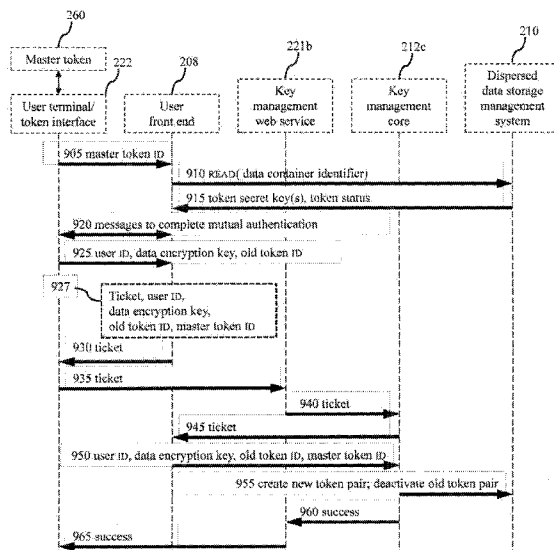 260
221b
212c
210
Master token
222
208
User terminal/
token interface
User
front end
Key
management
web service
Key
management
core
Dispersed
data storage
management
system
905 master token ID
910 READ( data container identifier)
915 token secret key(s), token status
920 messages to complete mutual authentication
925 user ID, data encryption key, old token ID
927
Ticket, user ID,
data encryption key,
old token ID, master token ID
930 ticket
935 ticket
940 ticket
945 ticket
950 user ID, data encryption key, old token ID, master token ID
955 create new token pair; deactivate old token pair
960 success
965 success